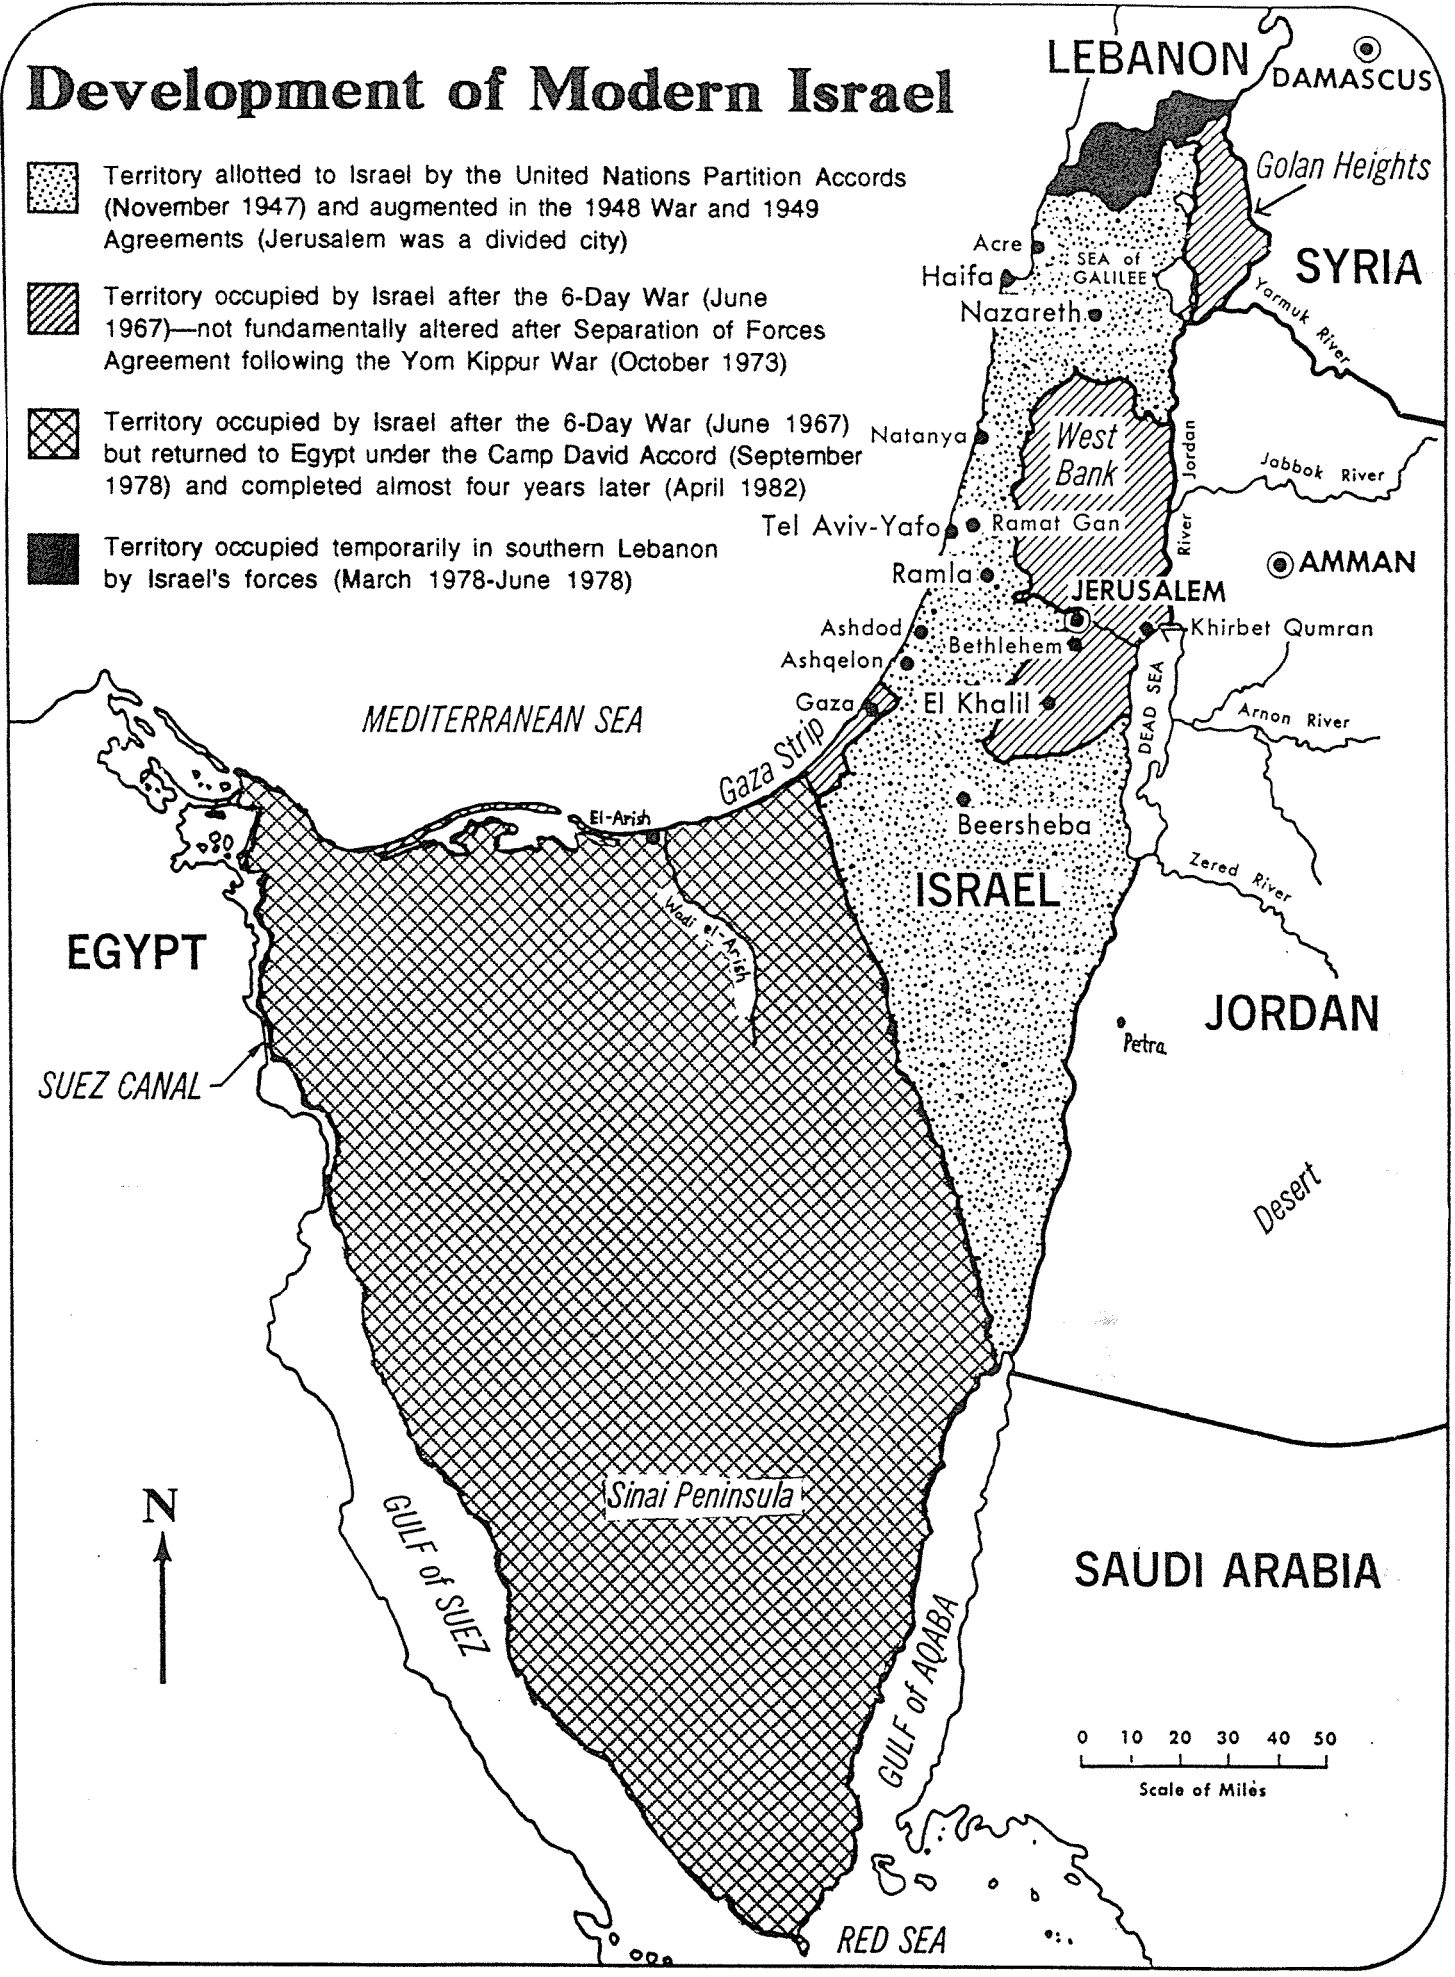 Development of Modern Israel
Territory allotted to Israel by the United Nations Partition Accords
(November 1947) and augmented in the 1948 War and 1949
Agreements (Jerusalem was a divided city)
Territory occupied by Israel after the 6-Day War (June
1967)—not fundamentally altered after Separation of Forces
Agreement following the Yom Kippur War (October 1973)
Territory occupied by Israel after the 6-Day War (June 1967)
but returned to Egypt under the Camp David Accord (September
1978) and completed almost four years later (April 1982)
Territory occupied temporarily in southern Lebanon
by Israel's forces (March 1978-June 1978)
LEBANON
DAMASCUS
Golan Heights
SYRIA
Acre
SEA of
GALILEE
Haifa
Nazareth
Yarmuk River
Natanya
West
Bank
Jordan
River
Jabbok River
Tel Aviv-Yafo
Ramat Gan
AMMAN
Ramla
JERUSALEM
Ashdod
Khirbet Qumran
Bethlehem
Ashqelon
Gaza
El Khalil
DEAD SEA
Arnon River
MEDITERRANEAN SEA
Gaza Strip
El-Arish
Beersheba
Zered River
ISRAEL
Wadi el-Arish
EGYPT
JORDAN
Petra
SUEZ CANAL
Desert
Sinai Peninsula
N
GULF of SUEZ
SAUDI ARABIA
GULF of AQABA
0 10 20 30 40 50
Scale of Miles
RED SEA